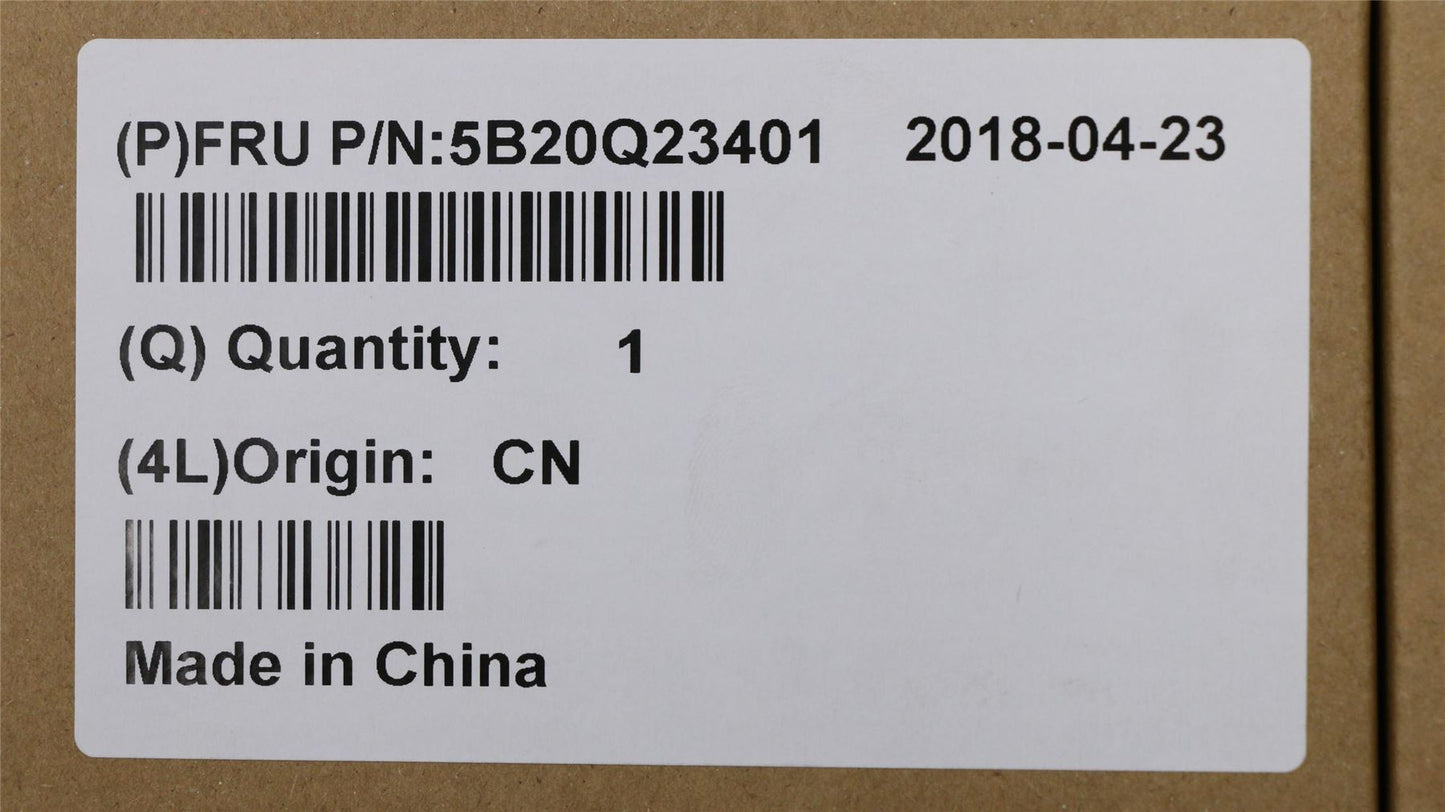 (P)FRU P/N:5B20Q23401 2018-04-23
(Q) Quantity: 1
(4L)Origin: CN
Made in China